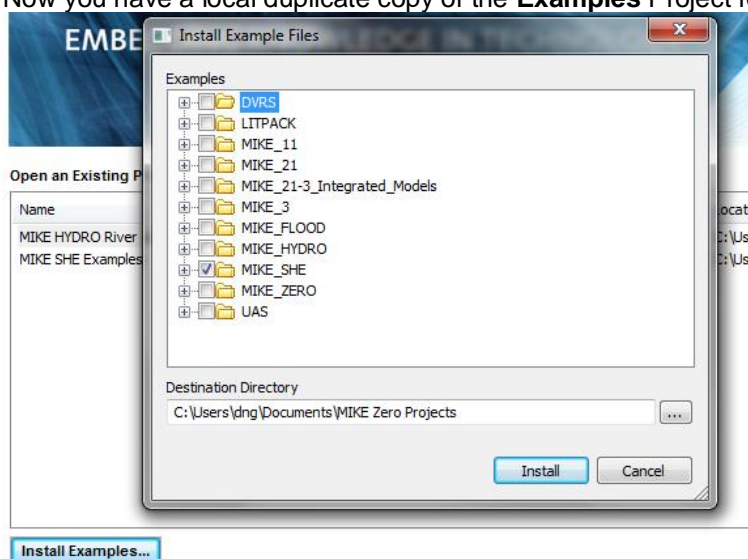 Now you have a local duplicate copy of the Examples Project
EMBE
Install Example Files
Examples
DVRS
LITPACK
MIKE_11
MIKE_21
MIKE_21-3_Integrated_Models
MIKE_3
MIKE_FLOOD
MIKE_HYDRO
MIKE_SHE
MIKE_ZERO
UAS
Open an Existing P
Name
ocat
MIKE HYDRO River
C:\Us
MIKE SHE Examples
C:\Us
Destination Directory
C:\Users\dng\Documents\MIKE Zero Projects
...
Install
Cancel
Install Examples...